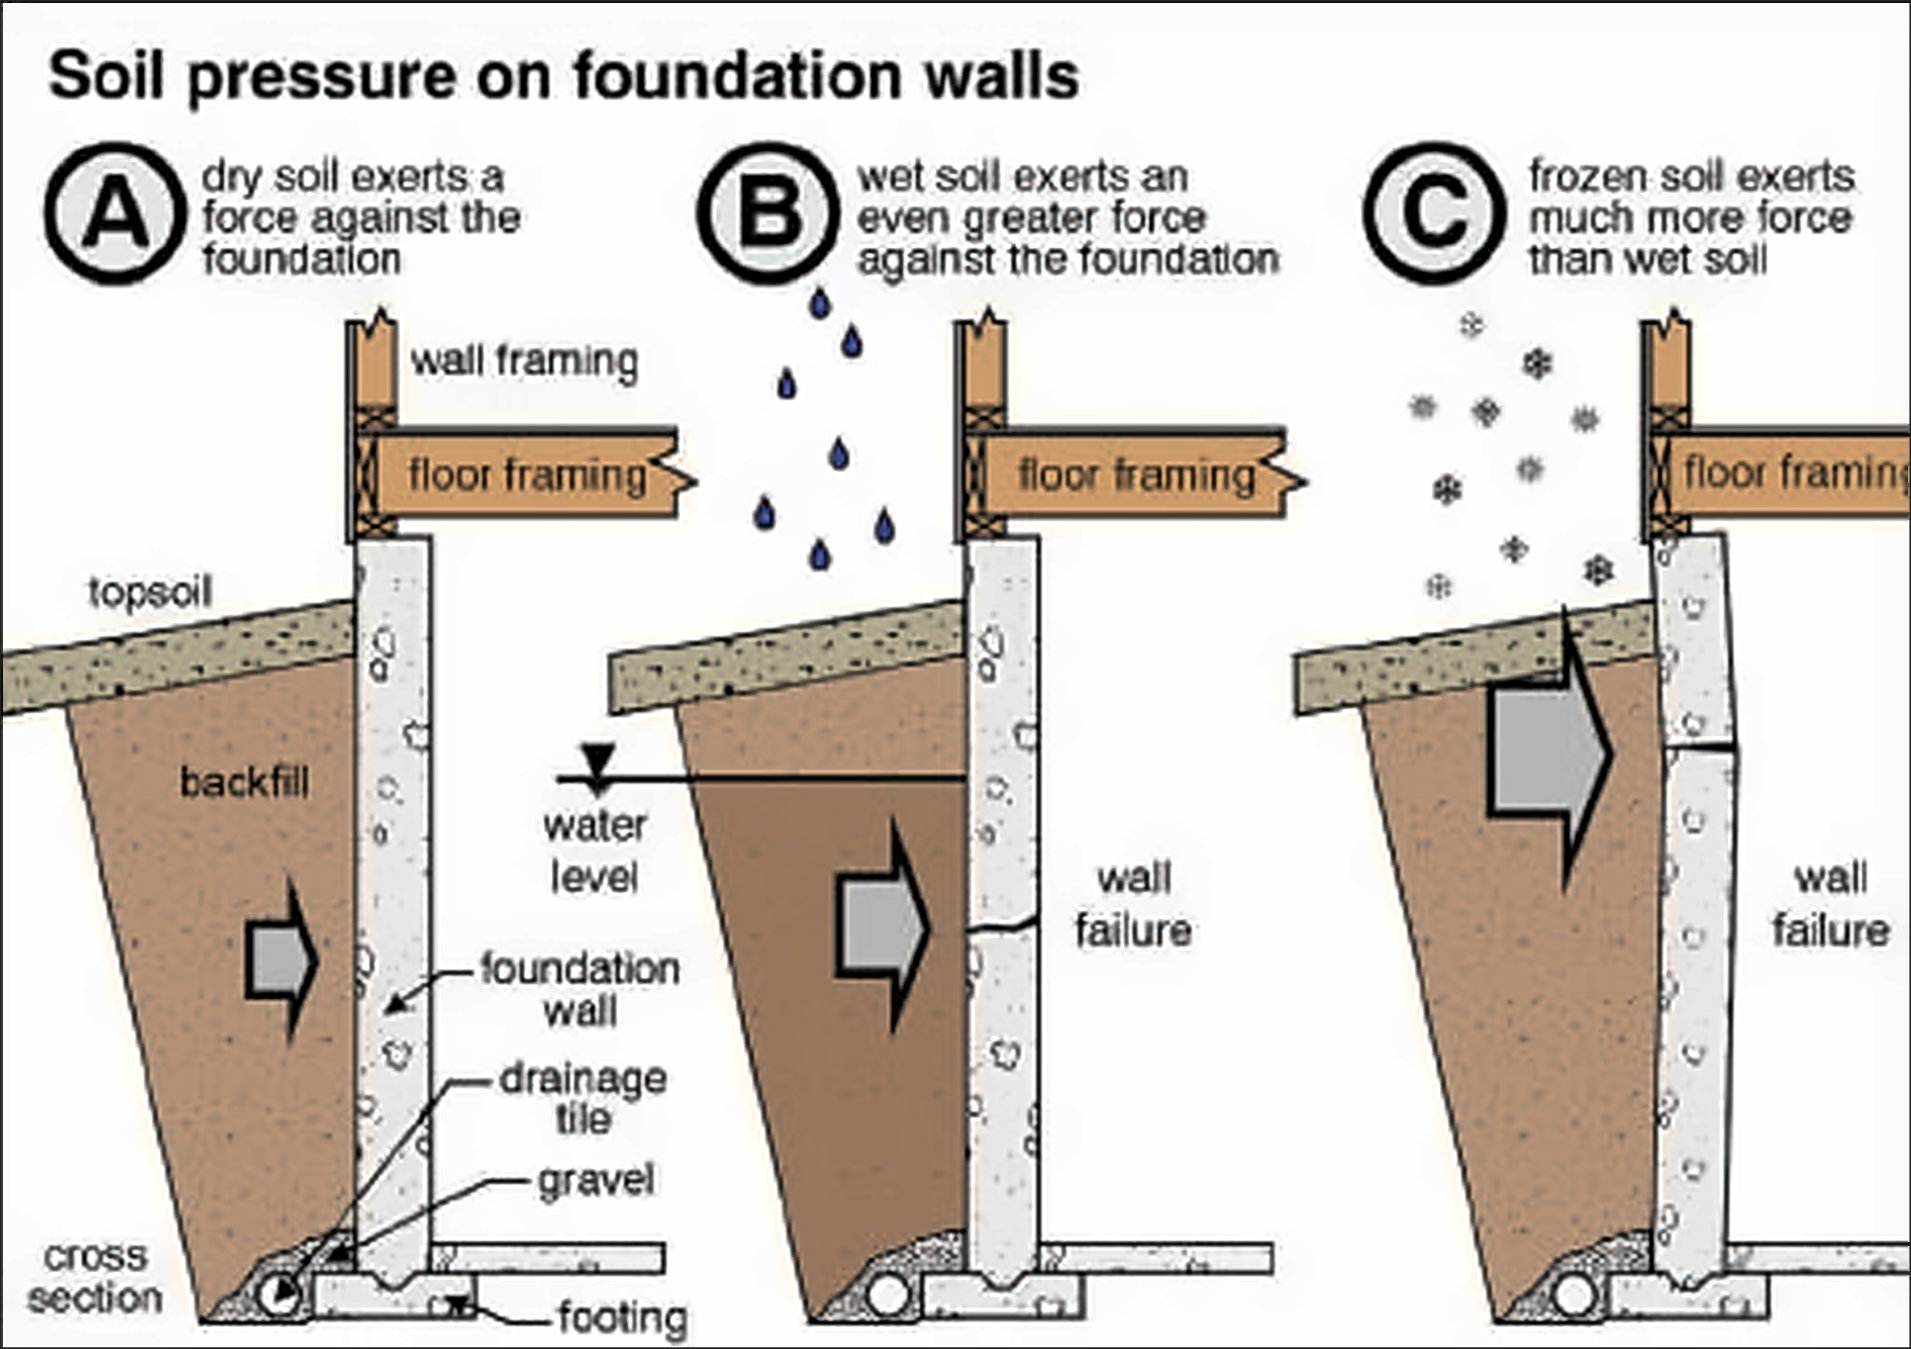 Soil pressure on foundation walls
A
dry soil exerts a
force against the
foundation
B
wet soil exerts an
even greater force
against the foundation
C
frozen soil exerts
much more force
than wet soil
wall framing
floor framing
floor framing
floor framing
topsoil
backfill
water
level
wall
failure
wall
failure
foundation
wall
drainage
tile
gravel
cross
section
footing